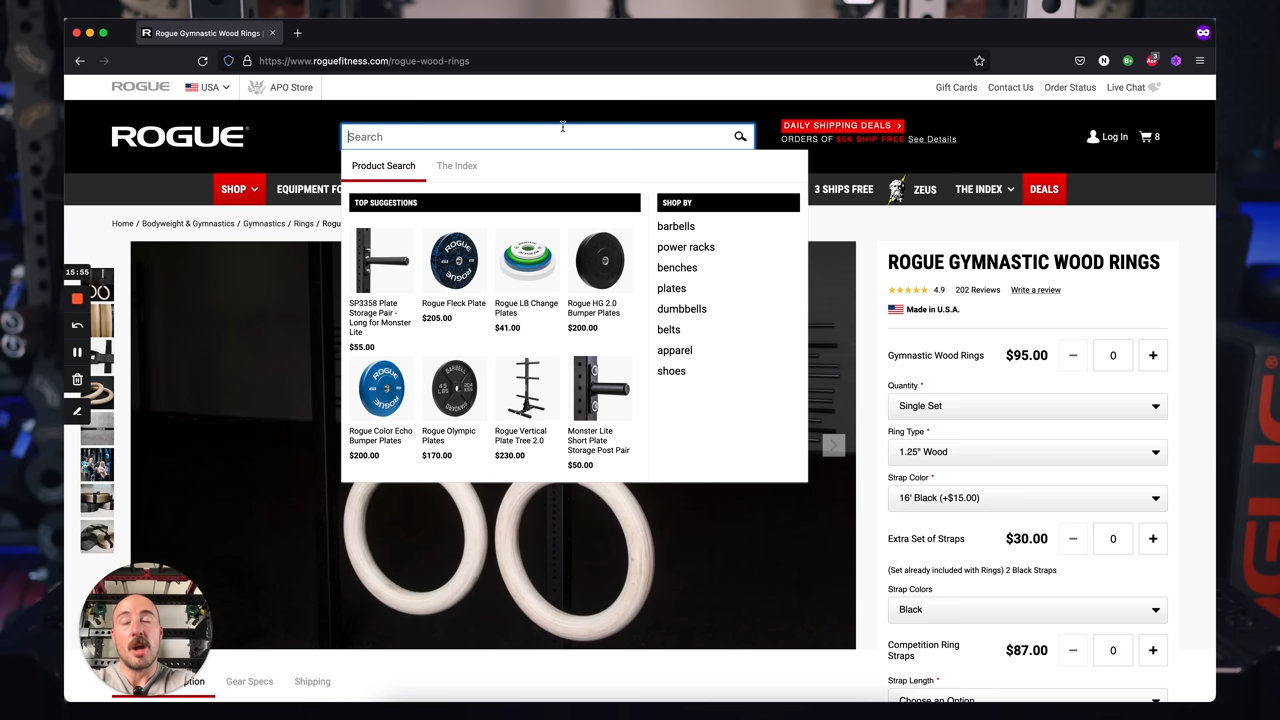 Rogue Gymnastic Wood Rings |
https://www.roguefitness.com/rogue-wood-rings
ROGUE
USA
APO Store
Gift Cards
Contact Us
Order Status
Live Chat
ROGUE
Search
DAILY SHIPPING DEALS >
ORDERS OF $5K SHIP FREE See Details
Log In
8
Product Search
The Index
SHOP
EQUIPMENT FO
3 SHIPS FREE
ZEUS
THE INDEX
DEALS
TOP SUGGESTIONS
SHOP BY
Home / Bodyweight & Gymnastics / Gymnastics / Rings / Rogu
barbells
power racks
benches
plates
dumbbells
belts
apparel
shoes
SP3358 Plate
Storage Pair -
Long for Monster
Lite
$55.00
Rogue Fleck Plate
$205.00
Rogue LB Change
Plates
$41.00
Rogue HG 2.0
Bumper Plates
$200.00
Rogue Color Echo
Bumper Plates
$200.00
Rogue Olympic
Plates
$170.00
Rogue Vertical
Plate Tree 2.0
$230.00
Monster Lite
Short Plate
Storage Post Pair
$50.00
15:55
ROGUE GYMNASTIC WOOD RINGS
4.9 202 Reviews Write a review
Made in U.S.A.
Gymnastic Wood Rings $95.00 − 0 +
Quantity *
Single Set
Ring Type *
1.25" Wood
Strap Color *
16' Black (+$15.00)
Extra Set of Straps $30.00 − 0 +
(Set already included with Rings) 2 Black Straps
Strap Colors
Black
Competition Ring
Straps
$87.00 − 0 +
Strap Length *
Choose an Option
ption
Gear Specs
Shipping